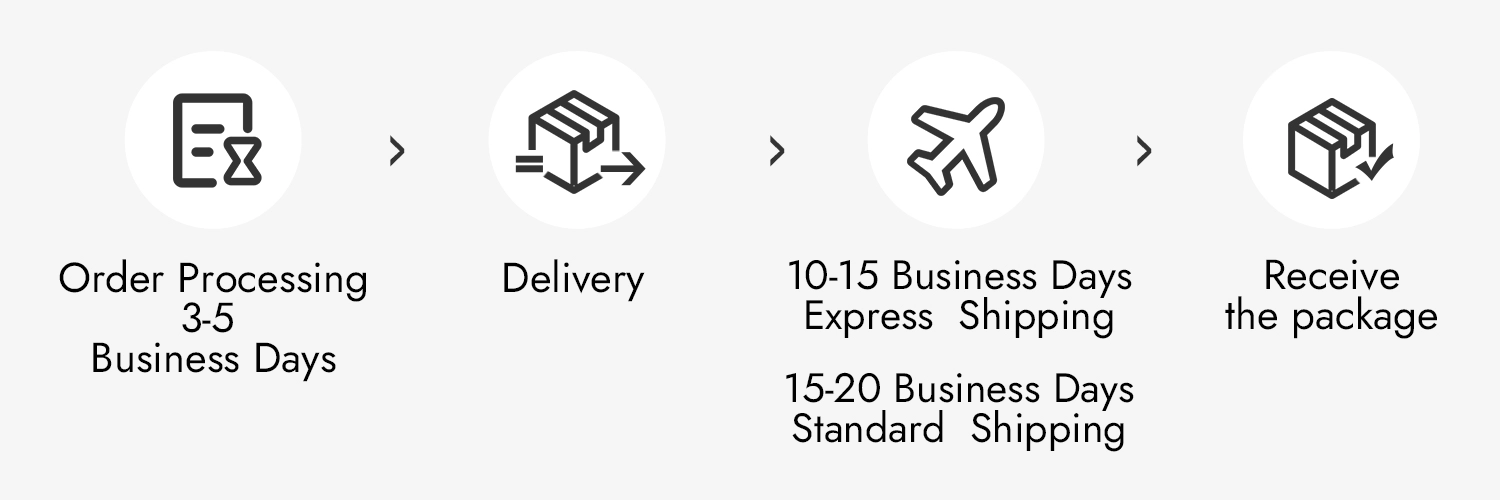 Order Processing
3-5
Business Days
Delivery
10-15 Business Days
Express Shipping
15-20 Business Days
Standard Shipping
Receive
the package